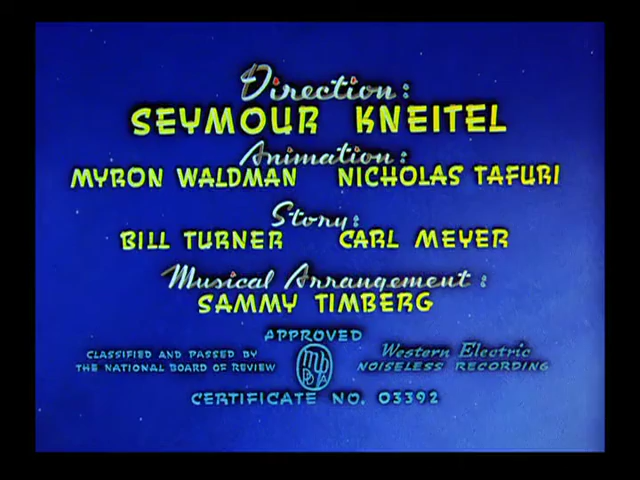 Direction:
SEYMOUR KNEITEL
Animation:
MYRON WALDMAN NICHOLAS TAFURI
Story:
BILL TURNER CARL MEYER
Musical Arrangement:
SAMMY TIMBERG
APPROVED
CLASSIFIED AND PASSED BY
THE NATIONAL BOARD OF REVIEW
MPPDA
Western Electric
NOISELESS RECORDING
CERTIFICATE NO. 03392